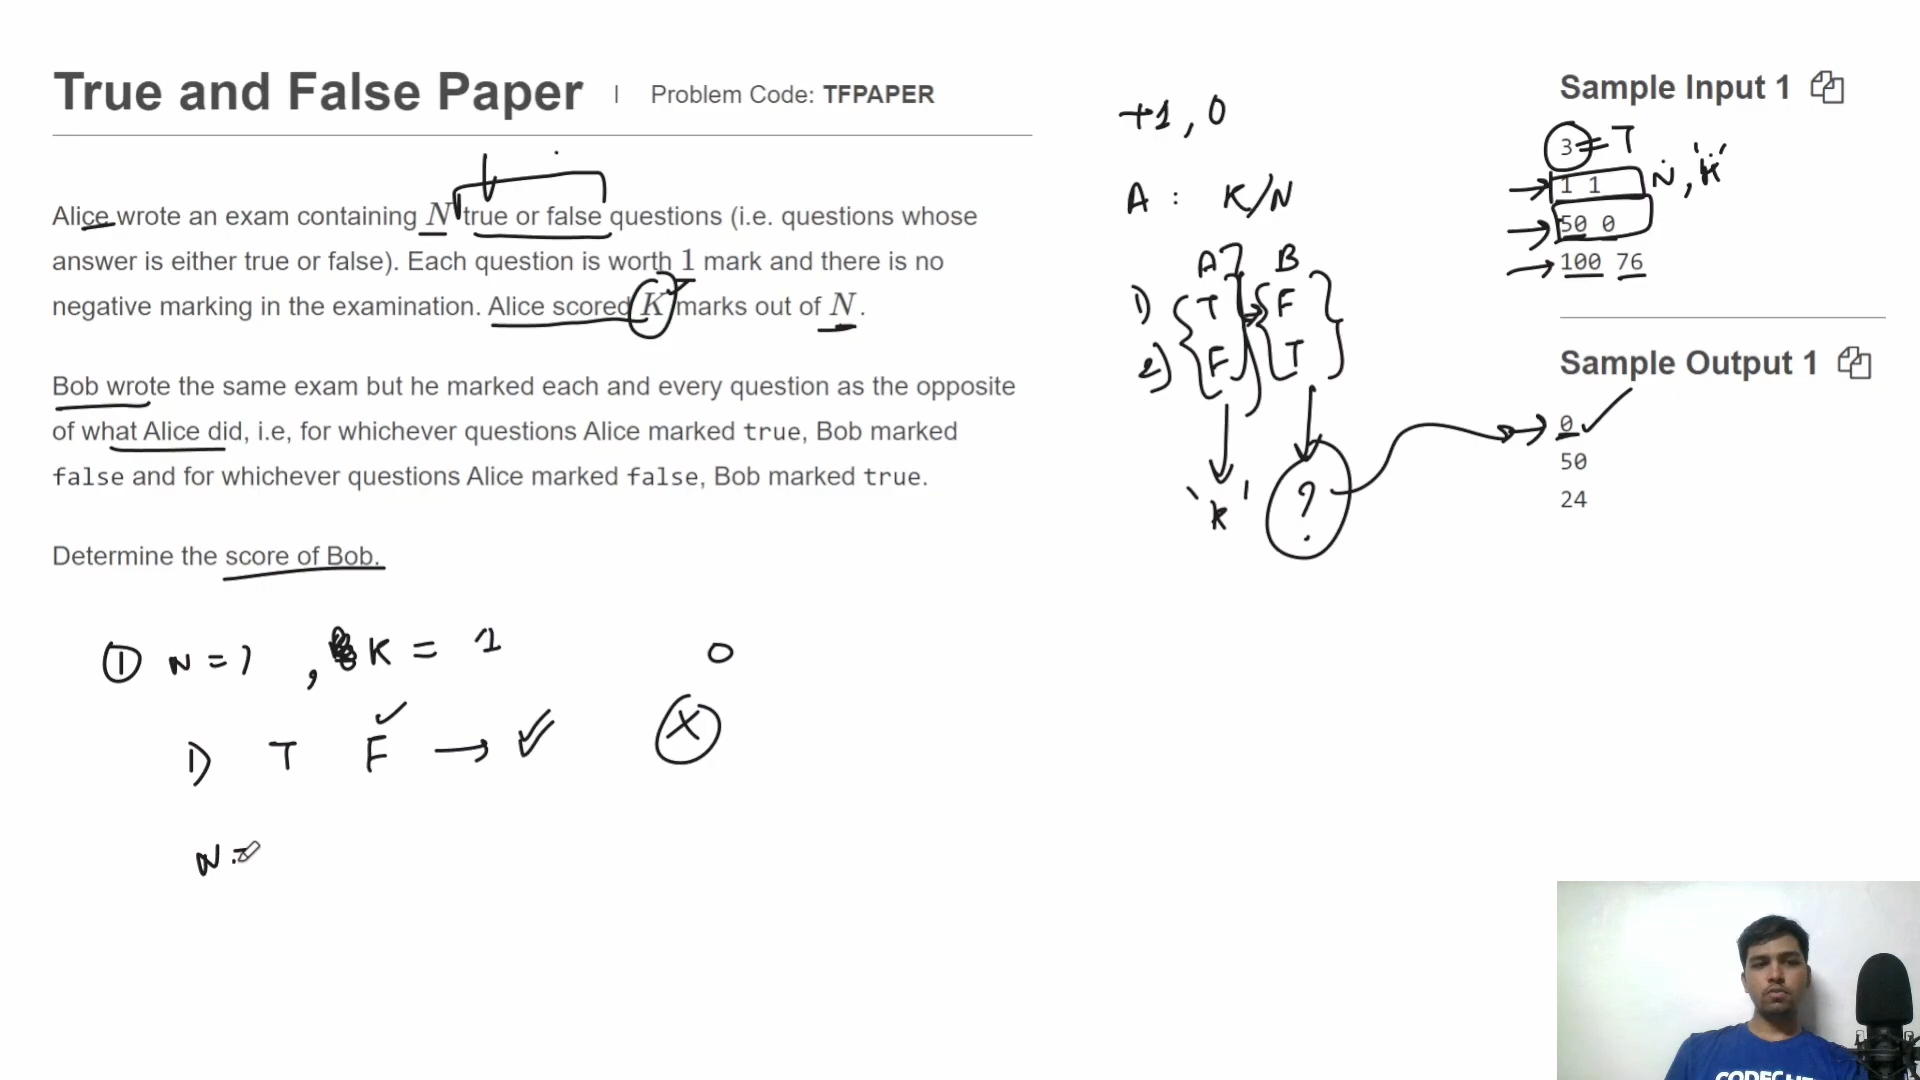 True and False Paper | Problem Code: TFPAPER
Alice wrote an exam containing N true or false questions (i.e. questions whose
answer is either true or false). Each question is worth 1 mark and there is no
negative marking in the examination. Alice scored K marks out of N.
Bob wrote the same exam but he marked each and every question as the opposite
of what Alice did, i.e, for whichever questions Alice marked true, Bob marked
false and for whichever questions Alice marked false, Bob marked true.
Determine the score of Bob.
① N = 1 , K = 1 0
1) T F → ✓ X
N =
+1, 0
A : K/N
A B
1) T F
2) F T
'K' ?
Sample Input 1
3 = T
1 1 N, 'K'
50 0
100 76
Sample Output 1
0
50
24